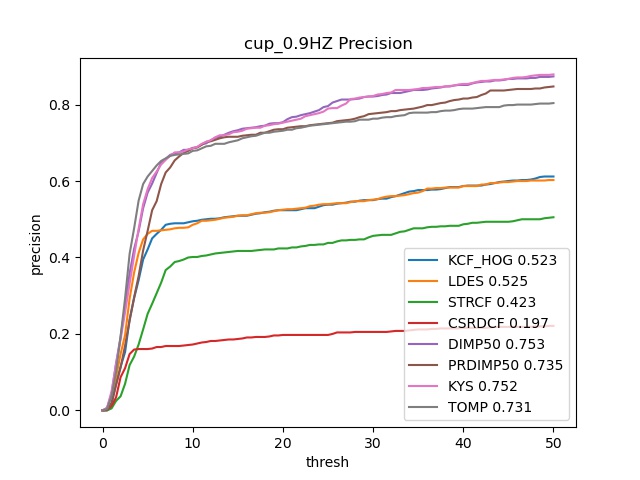 cup_0.9HZ Precision
precision
0.8
0.6
0.4
0.2
0.0
KCF_HOG 0.523
LDES 0.525
STRCF 0.423
CSRDCF 0.197
DIMP50 0.753
PRDIMP50 0.735
KYS 0.752
TOMP 0.731
0 10 20 30 40 50
thresh